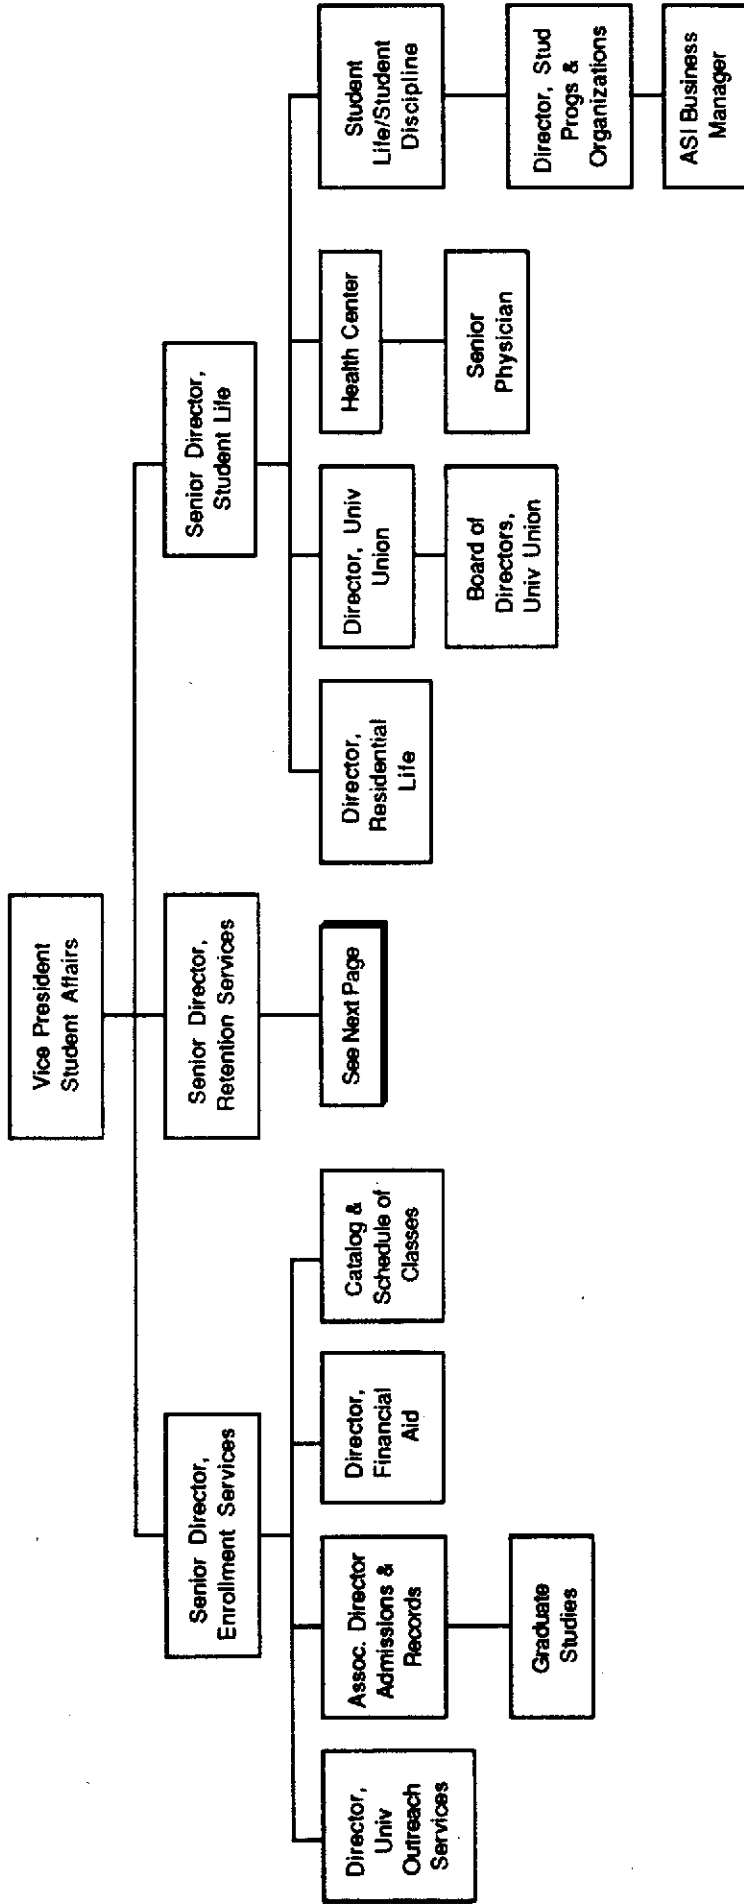 Vice President
Student Affairs
Senior Director,
Enrollment Services
Senior Director,
Retention Services
Senior Director,
Student Life
Director,
Univ
Outreach
Services
Assoc. Director
Admissions &
Records
Director,
Financial
Aid
Catalog &
Schedule of
Classes
See Next Page
Director,
Residential
Life
Director, Univ
Union
Health Center
Student
Life/Student
Discipline
Graduate
Studies
Board of
Directors,
Univ Union
Senior
Physician
Director, Stud
Progs &
Organizations
ASI Business
Manager